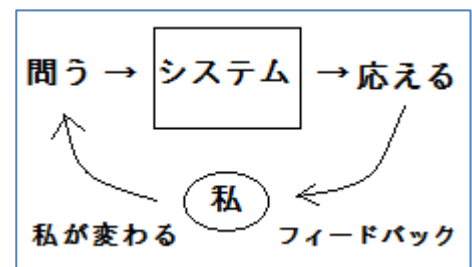 問う → システム → 応える
私
私が変わる フィードバック